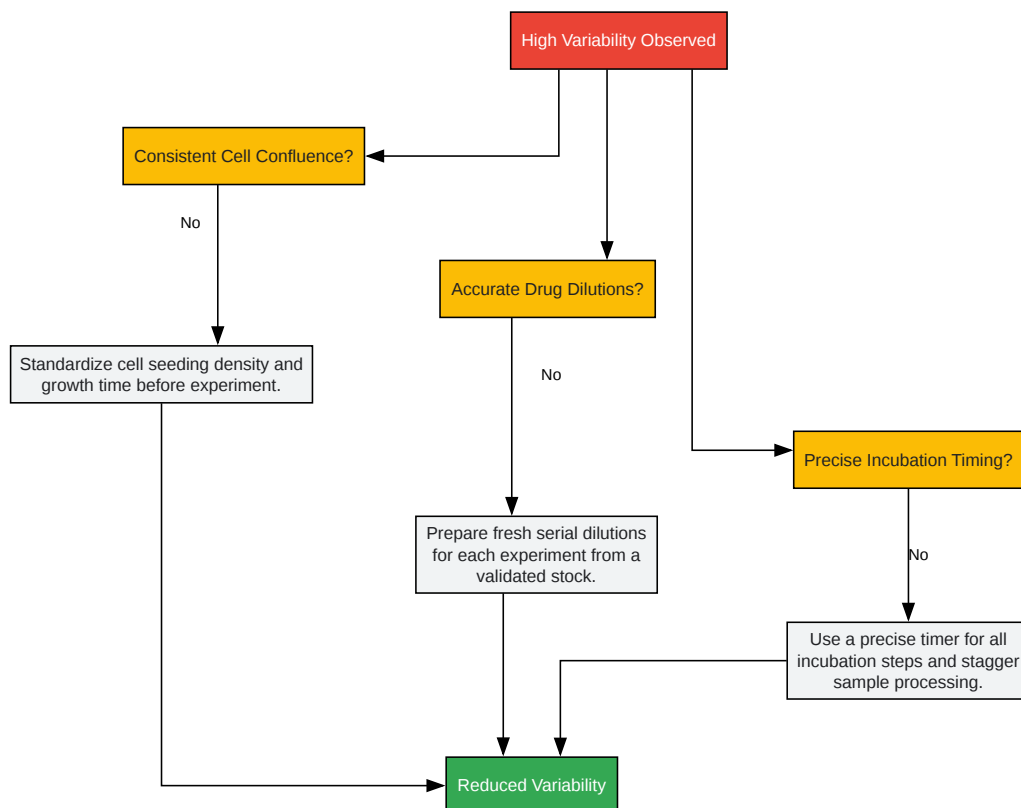 High Variability Observed
Consistent Cell Confluence?
No
Accurate Drug Dilutions?
Standardize cell seeding density and
growth time before experiment.
No
Precise Incubation Timing?
Prepare fresh serial dilutions
for each experiment from a
validated stock.
No
Use a precise timer for all
incubation steps and stagger
sample processing.
Reduced Variability